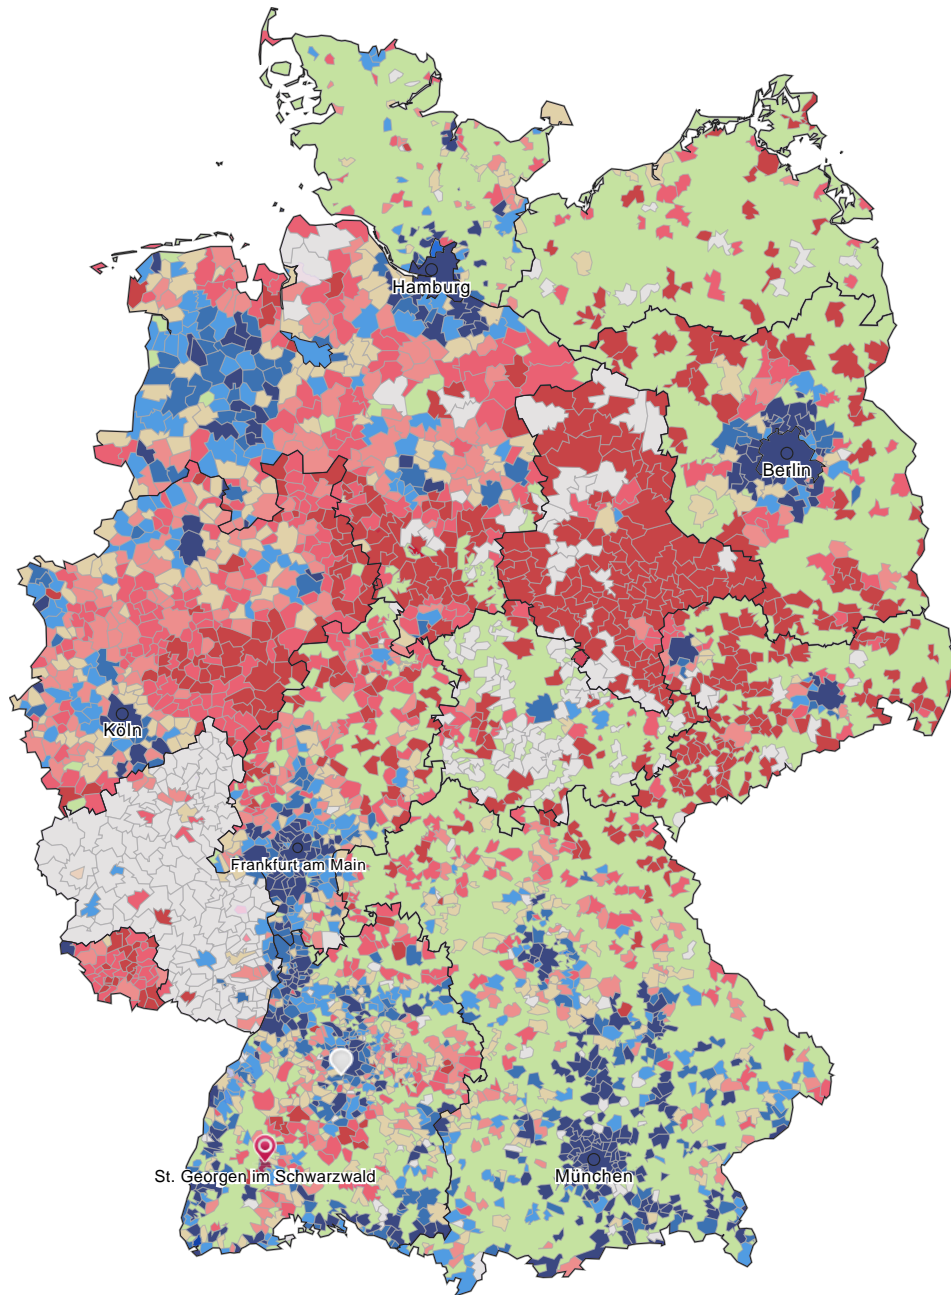 Hamburg
Berlin
Köln
Frankfurt am Main
St. Georgen im Schwarzwald
München